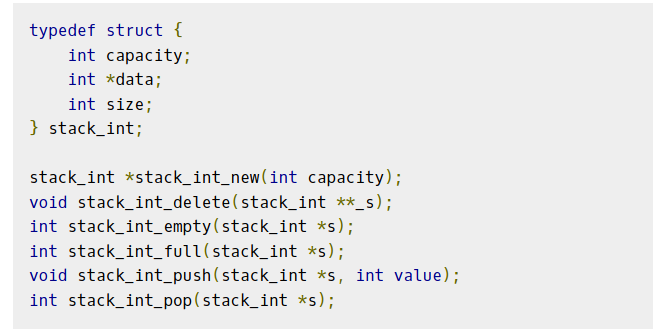 typedef struct {
    int capacity;
    int *data;
    int size;
} stack_int;

stack_int *stack_int_new(int capacity);
void stack_int_delete(stack_int **_s);
int stack_int_empty(stack_int *s);
int stack_int_full(stack_int *s);
void stack_int_push(stack_int *s, int value);
int stack_int_pop(stack_int *s);